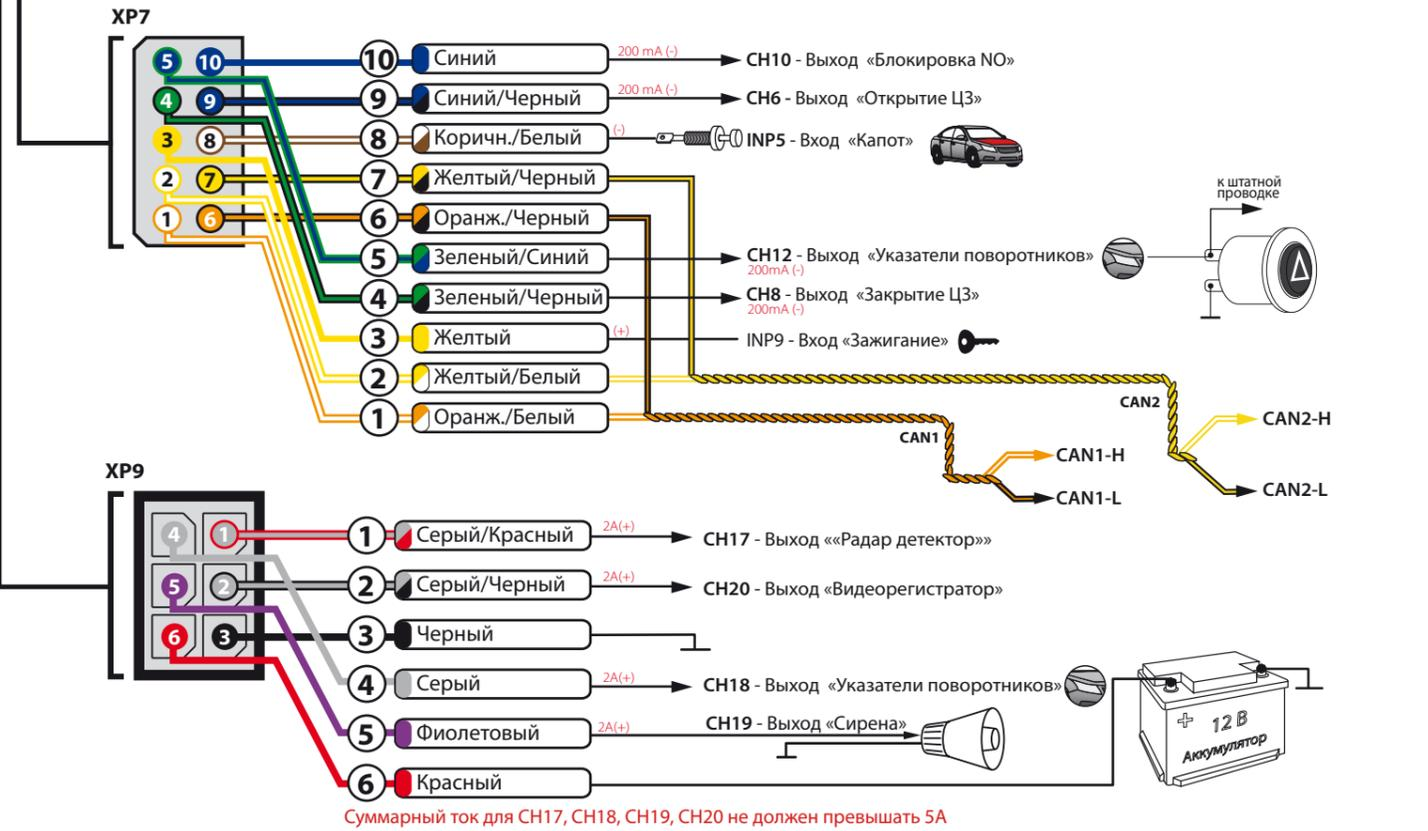 XP7
5 10
4 9
3 8
2 7
1 6
10 Синий 200 mA (-) CH10 - Выход «Блокировка NO»
9 Синий/Черный 200 mA (-) CH6 - Выход «Открытие ЦЗ»
8 Коричн./Белый (-) INP5 - Вход «Капот»
7 Желтый/Черный
к штатной
проводке
6 Оранж./Черный
5 Зеленый/Синий CH12 - Выход «Указатели поворотников»
200mA (-)
4 Зеленый/Черный CH8 - Выход «Закрытие ЦЗ»
200mA (-)
3 Желтый (+) INP9 - Вход «Зажигание»
2 Желтый/Белый
CAN2
1 Оранж./Белый
CAN2-H
CAN1
CAN1-H
CAN2-L
CAN1-L
XP9
4 1
5 2
6 3
1 Серый/Красный 2A(+) CH17 - Выход ««Радар детектор»»
2 Серый/Черный 2A(+) CH20 - Выход «Видеорегистратор»
3 Черный
4 Серый 2A(+) CH18 - Выход «Указатели поворотников»
5 Фиолетовый 2A(+) CH19 - Выход «Сирена»
+ 12 В
Аккумулятор
6 Красный
Суммарный ток для CH17, CH18, CH19, CH20 не должен превышать 5А